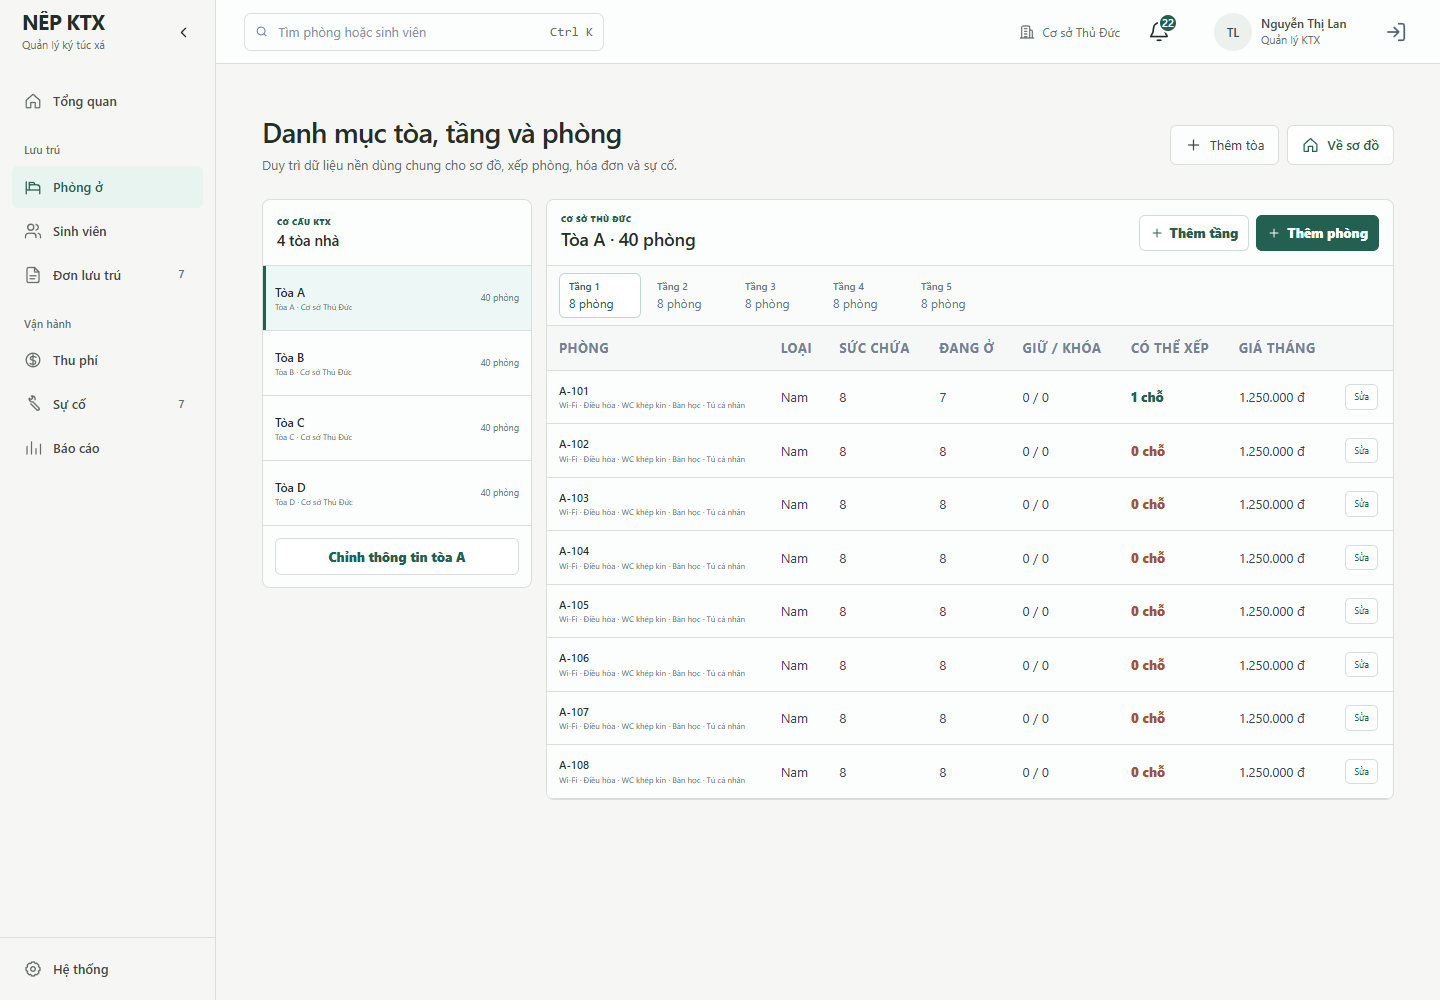 NẾP KTX
Quản lý ký túc xá
Tìm phòng hoặc sinh viên
Ctrl K
Cơ sở Thủ Đức
22
TL
Nguyễn Thị Lan
Quản lý KTX
Tổng quan
Lưu trú
Phòng ở
Sinh viên
Đơn lưu trú 7
Vận hành
Thu phí
Sự cố 7
Báo cáo
Hệ thống
Danh mục tòa, tầng và phòng
Duy trì dữ liệu nền dùng chung cho sơ đồ, xếp phòng, hóa đơn và sự cố.
Thêm tòa
Về sơ đồ
CƠ CẤU KTX
4 tòa nhà
Tòa A
Tòa A · Cơ sở Thủ Đức
40 phòng
Tòa B
Tòa B · Cơ sở Thủ Đức
40 phòng
Tòa C
Tòa C · Cơ sở Thủ Đức
40 phòng
Tòa D
Tòa D · Cơ sở Thủ Đức
40 phòng
Chỉnh thông tin tòa A
CƠ SỞ THỦ ĐỨC
Tòa A · 40 phòng
Thêm tầng
Thêm phòng
Tầng 1
8 phòng
Tầng 2
8 phòng
Tầng 3
8 phòng
Tầng 4
8 phòng
Tầng 5
8 phòng
PHÒNG LOẠI SỨC CHỨA ĐANG Ở GIỮ / KHÓA CÓ THỂ XẾP GIÁ THÁNG
A-101
Wi-Fi · Điều hòa · WC khép kín · Bàn học · Tủ cá nhân
Nam 8 7 0 / 0 1 chỗ 1.250.000 đ Sửa
A-102
Wi-Fi · Điều hòa · WC khép kín · Bàn học · Tủ cá nhân
Nam 8 8 0 / 0 0 chỗ 1.250.000 đ Sửa
A-103
Wi-Fi · Điều hòa · WC khép kín · Bàn học · Tủ cá nhân
Nam 8 8 0 / 0 0 chỗ 1.250.000 đ Sửa
A-104
Wi-Fi · Điều hòa · WC khép kín · Bàn học · Tủ cá nhân
Nam 8 8 0 / 0 0 chỗ 1.250.000 đ Sửa
A-105
Wi-Fi · Điều hòa · WC khép kín · Bàn học · Tủ cá nhân
Nam 8 8 0 / 0 0 chỗ 1.250.000 đ Sửa
A-106
Wi-Fi · Điều hòa · WC khép kín · Bàn học · Tủ cá nhân
Nam 8 8 0 / 0 0 chỗ 1.250.000 đ Sửa
A-107
Wi-Fi · Điều hòa · WC khép kín · Bàn học · Tủ cá nhân
Nam 8 8 0 / 0 0 chỗ 1.250.000 đ Sửa
A-108
Wi-Fi · Điều hòa · WC khép kín · Bàn học · Tủ cá nhân
Nam 8 8 0 / 0 0 chỗ 1.250.000 đ Sửa